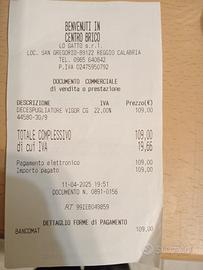 BENVENUTI IN
CENTRO BRICO
LO GATTO s.r.l.
LOC. SAN GREGORIO-89122 REGGIO CALABRIA
TEL. 0965 640842
P.IVA 02475950792
DOCUMENTO COMMERCIALE
di vendita o prestazione
DESCRIZIONE IVA Prezzo(€)
DECESPUGLIATORE VIGOR CG 22,00% 109,00
44580-30/9
TOTALE COMPLESSIVO 109,00
di cui IVA 19,66
Pagamento elettronico 109,00
Importo pagato 109,00
11-04-2025 19:51
DOCUMENTO N. 0891-0156
RT 99IEB049859
DETTAGLIO FORME di PAGAMENTO
BANCOMAT 109,00